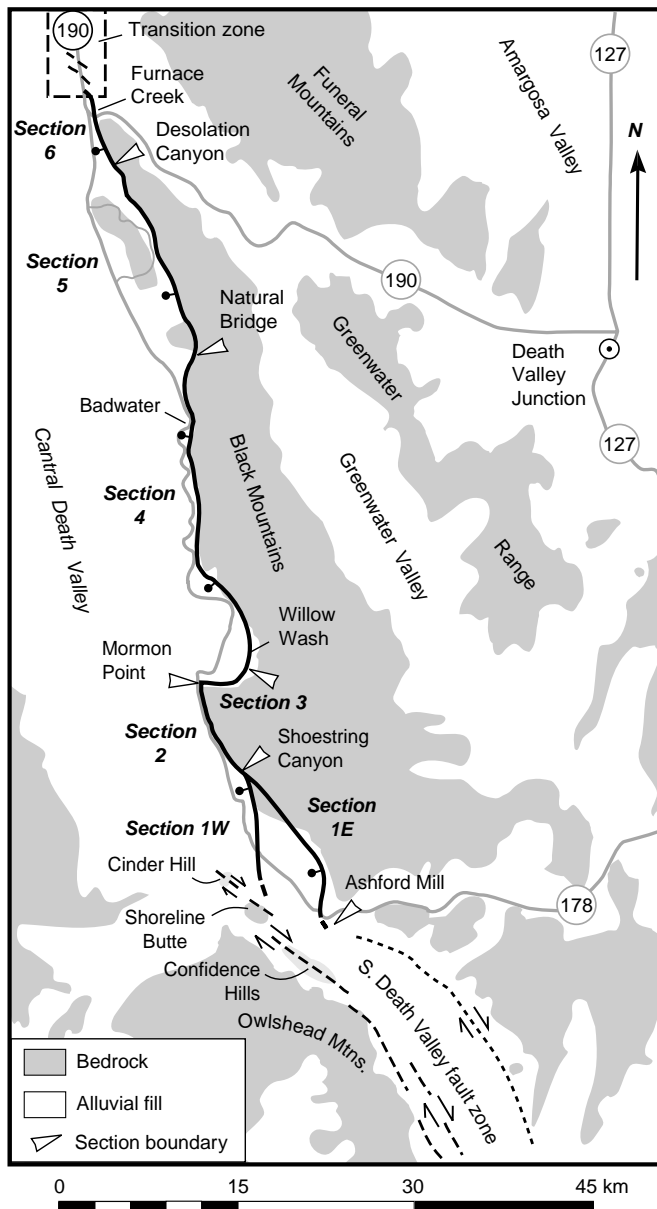 190
Transition zone
Furnace
Creek
Section
6
Desolation
Canyon
Funeral
Mountains
Amargosa Valley
127
N
Section
5
190
Natural
Bridge
Greenwater
Death
Valley
Junction
127
Badwater
Black Mountains
Cantral Death Valley
Section
4
Greenwater Valley
Range
Willow
Wash
Mormon
Point
Section 3
Section
2
Shoestring
Canyon
Section
1E
Section 1W
Cinder Hill
Ashford Mill
178
Shoreline
Butte
Confidence
Hills
S. Death Valley fault zone
Owlshead Mtns.
Bedrock
Alluvial fill
Section boundary
0 15 30 45 km